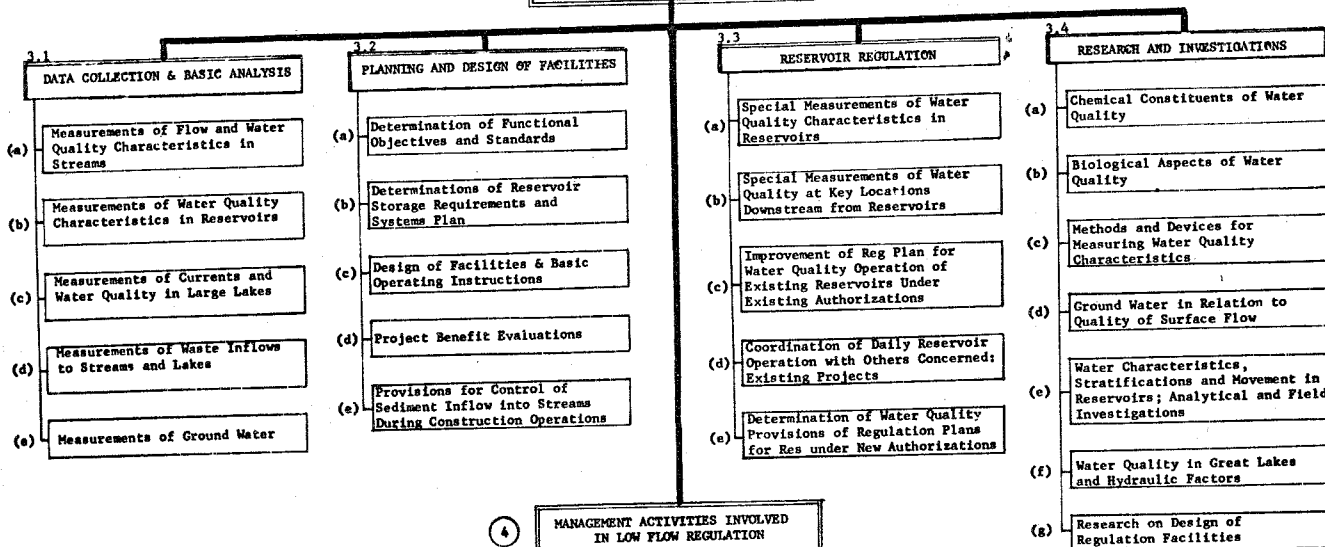 3.1
DATA COLLECTION & BASIC ANALYSIS
(a)
Measurements of Flow and Water
Quality Characteristics in
Streams
(b)
Measurements of Water Quality
Characteristics in Reservoirs
(c)
Measurements of Currents and
Water Quality in Large Lakes
(d)
Measurements of Waste Inflows
to Streams and Lakes
(e)
Measurements of Ground Water
3.2
PLANNING AND DESIGN OF FACILITIES
(a)
Determination of Functional
Objectives and Standards
(b)
Determinations of Reservoir
Storage Requirements and
Systems Plan
(c)
Design of Facilities & Basic
Operating Instructions
(d)
Project Benefit Evaluations
(e)
Provisions for Control of
Sediment Inflow into Streams
During Construction Operations
3.3
RESERVOIR REGULATION
(a)
Special Measurements of Water
Quality Characteristics in
Reservoirs
(b)
Special Measurements of Water
Quality at Key Locations
Downstream from Reservoirs
(c)
Improvement of Reg Plan for
Water Quality Operation of
Existing Reservoirs Under
Existing Authorizations
(d)
Coordination of Daily Reservoir
Operation with Others Concerned:
Existing Projects
(e)
Determination of Water Quality
Provisions of Regulation Plans
for Res under New Authorizations
3.4
RESEARCH AND INVESTIGATIONS
(a)
Chemical Constituents of Water
Quality
(b)
Biological Aspects of Water
Quality
(c)
Methods and Devices for
Measuring Water Quality
Characteristics
(d)
Ground Water in Relation to
Quality of Surface Flow
(e)
Water Characteristics,
Stratifications and Movement in
Reservoirs; Analytical and Field
Investigations
(f)
Water Quality in Great Lakes
and Hydraulic Factors
(g)
Research on Design of
Regulation Facilities
4
MANAGEMENT ACTIVITIES INVOLVED
IN LOW FLOW REGULATION